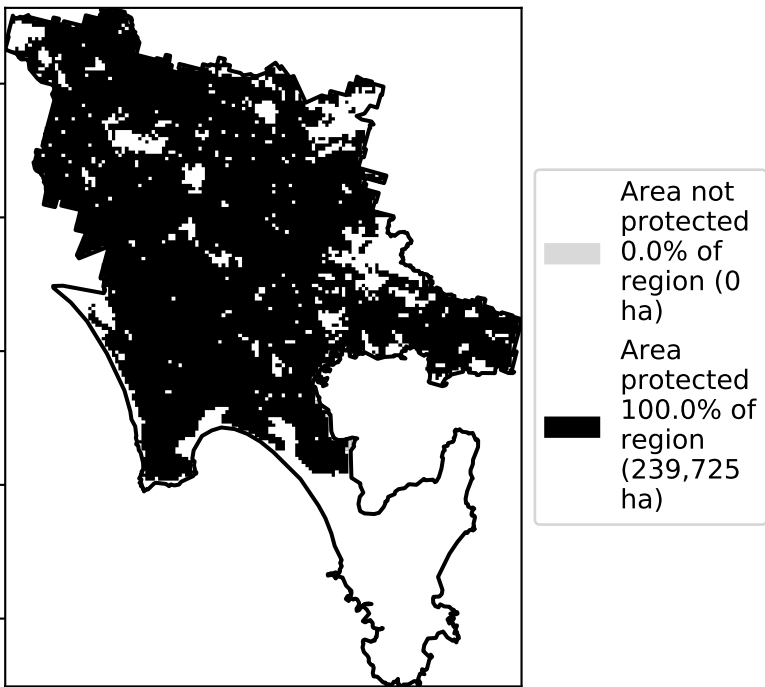 Area not
protected
0.0% of
region (0
ha)
Area
protected
100.0% of
region
(239,725
ha)